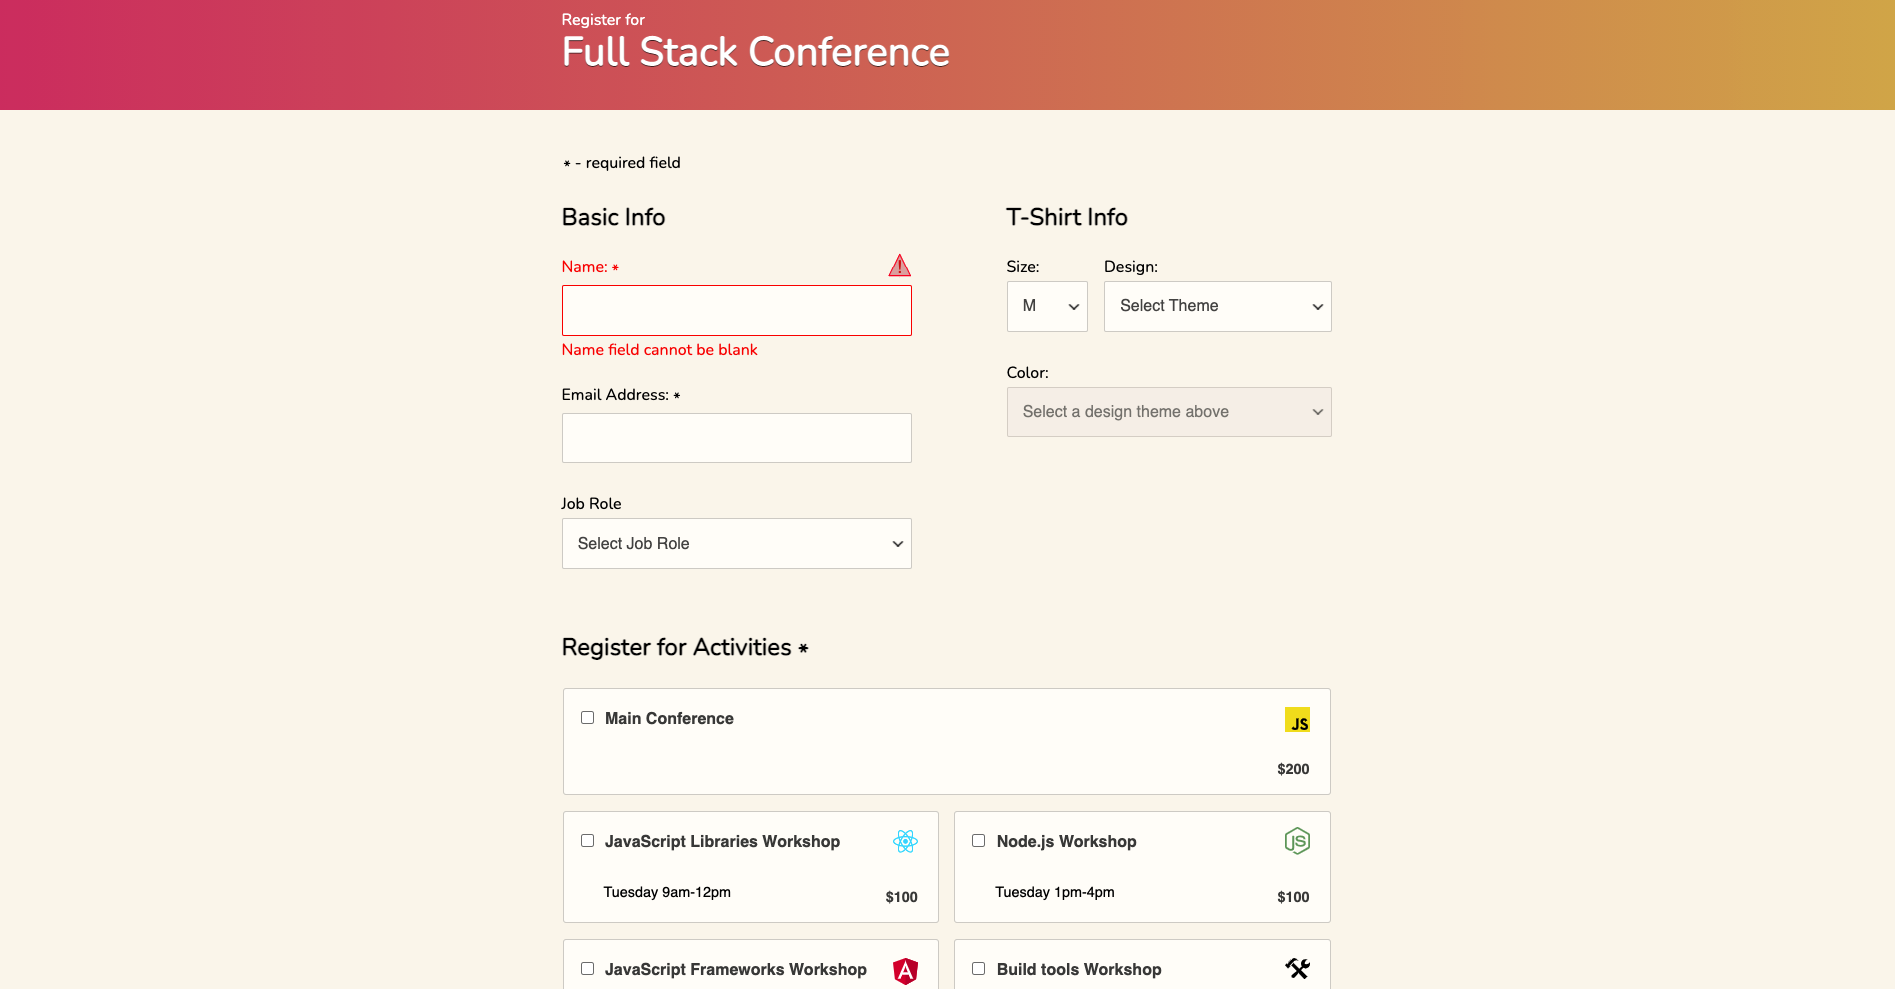 Register for
Full Stack Conference
* - required field
Basic Info
Name: *
Name field cannot be blank
Email Address: *
Job Role
Select Job Role
T-Shirt Info
Size:
Design:
M
Select Theme
Color:
Select a design theme above
Register for Activities *
Main Conference
JS
$200
JavaScript Libraries Workshop
Tuesday 9am-12pm
$100
Node.js Workshop
JS
Tuesday 1pm-4pm
$100
JavaScript Frameworks Workshop
A
Build tools Workshop